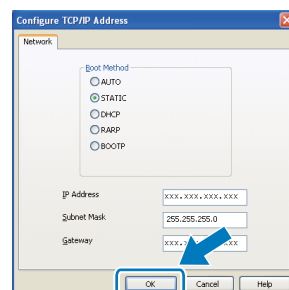 Configure TCP/IP Address
Network
Boot Method
AUTO
STATIC
DHCP
RARP
BOOTP
IP Address xxx.xxx.xxx.xxx
Subnet Mask 255.255.255.0
Gateway
OK Cancel Help